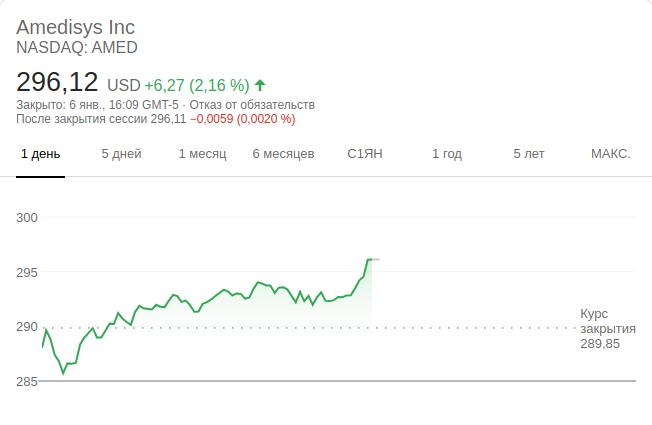 Amedisys Inc
NASDAQ: AMED
296,12 USD +6,27 (2,16 %)
Закрыто: 6 янв., 16:09 GMT-5 · Отказ от обязательств
После закрытия сессии 296,11 −0,0059 (0,0020 %)
1 день 5 дней 1 месяц 6 месяцев С1ЯН 1 год 5 лет МАКС.
300
295
290
285
Курс
закрытия
289,85